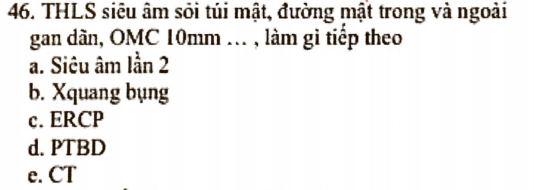 46. THLS siêu âm sỏi túi mật, đường mật trong và ngoài
gan dãn, OMC 10mm ... , làm gì tiếp theo
a. Siêu âm lần 2
b. Xquang bụng
c. ERCP
d. PTBD
e. CT